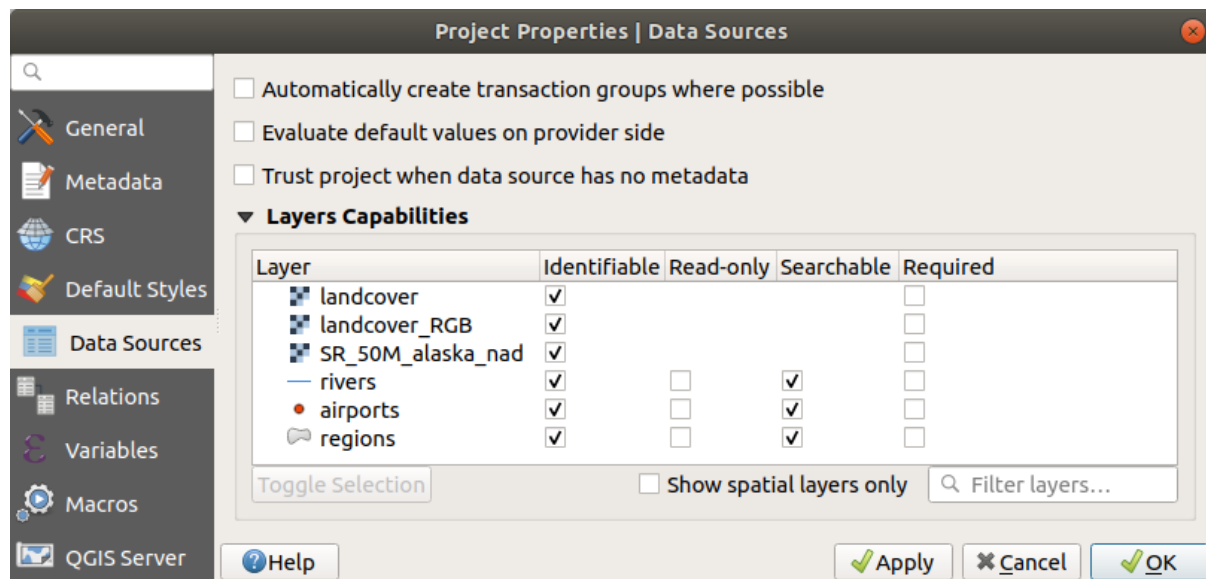 Project Properties | Data Sources
General
Metadata
CRS
Default Styles
Data Sources
Relations
Variables
Macros
QGIS Server
Automatically create transaction groups where possible
Evaluate default values on provider side
Trust project when data source has no metadata
Layers Capabilities
Layer Identifiable Read-only Searchable Required
landcover
landcover_RGB
SR_50M_alaska_nad
rivers
airports
regions
Toggle Selection Show spatial layers only Filter layers...
Help Apply Cancel OK